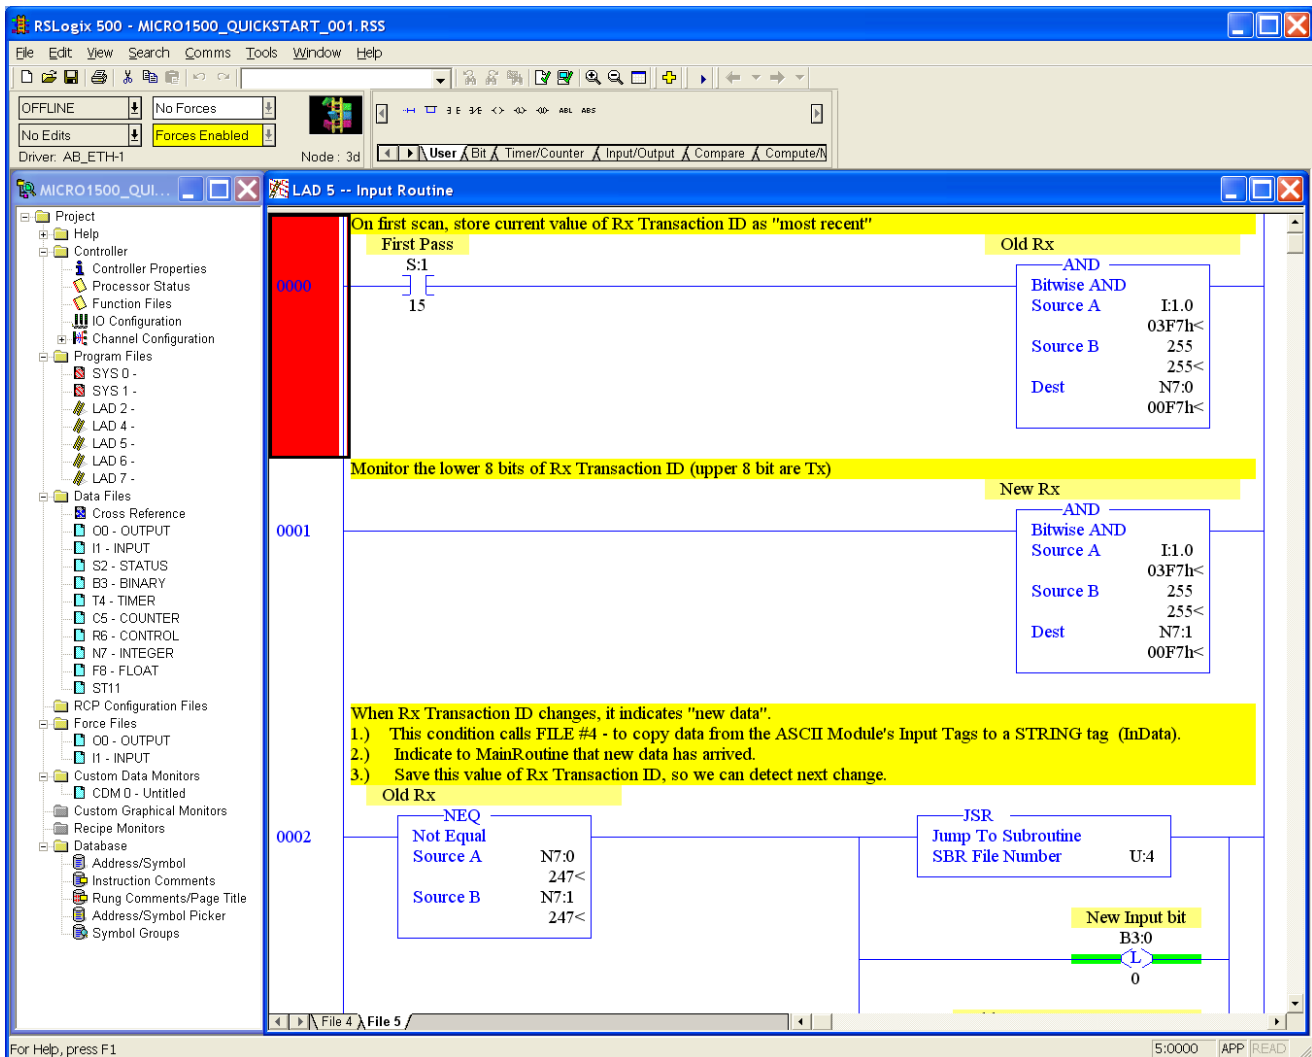 RSLogix 500 - MICRO1500_QUICKSTART_001.RSS
File Edit View Search Comms Tools Window Help
OFFLINE No Forces
No Edits Forces Enabled
Driver: AB_ETH-1 Node : 3d
ABL ABS
User Bit Timer/Counter Input/Output Compare Compute/M
MICRO1500_QUI...
Project
Help
Controller
Controller Properties
Processor Status
Function Files
IO Configuration
Channel Configuration
Program Files
SYS 0 -
SYS 1 -
LAD 2 -
LAD 4 -
LAD 5 -
LAD 6 -
LAD 7 -
Data Files
Cross Reference
O0 - OUTPUT
I1 - INPUT
S2 - STATUS
B3 - BINARY
T4 - TIMER
C5 - COUNTER
R6 - CONTROL
N7 - INTEGER
F8 - FLOAT
ST11
RCP Configuration Files
Force Files
O0 - OUTPUT
I1 - INPUT
Custom Data Monitors
CDM 0 - Untitled
Custom Graphical Monitors
Recipe Monitors
Database
Address/Symbol
Instruction Comments
Rung Comments/Page Title
Address/Symbol Picker
Symbol Groups
LAD 5 -- Input Routine
On first scan, store current value of Rx Transaction ID as "most recent"
First Pass
S:1
15
0000
Old Rx
AND
Bitwise AND
Source A I:1.0
03F7h<
Source B 255
255<
Dest N7:0
00F7h<
Monitor the lower 8 bits of Rx Transaction ID (upper 8 bit are Tx)
0001
New Rx
AND
Bitwise AND
Source A I:1.0
03F7h<
Source B 255
255<
Dest N7:1
00F7h<
When Rx Transaction ID changes, it indicates "new data".
1.) This condition calls FILE #4 - to copy data from the ASCII Module's Input Tags to a STRING tag (InData).
2.) Indicate to MainRoutine that new data has arrived.
3.) Save this value of Rx Transaction ID, so we can detect next change.
Old Rx
0002
NEQ
Not Equal
Source A N7:0
247<
Source B N7:1
247<
JSR
Jump To Subroutine
SBR File Number U:4
New Input bit
B3:0
L
0
File 4 File 5
For Help, press F1
5:0000 APP READ